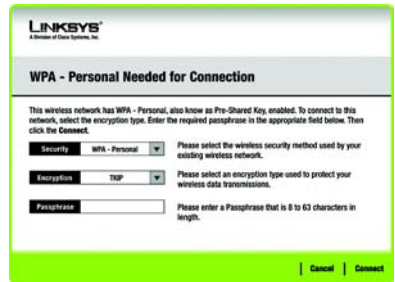 LINKSYS®
A Division of Cisco Systems, Inc.
WPA - Personal Needed for Connection
This wireless network has WPA - Personal, also know as Pre-Shared Key, enabled. To connect to this
network, select the encryption type. Enter the required passphrase in the appropriate field below. Then
click the Connect.
Security WPA - Personal Please select the wireless security method used by your
existing wireless network.
Encryption TKIP Please select an encryption type used to protect your
wireless data transmissions.
Passphrase Please enter a Passphrase that is 8 to 63 characters in
length.
Cancel Connect